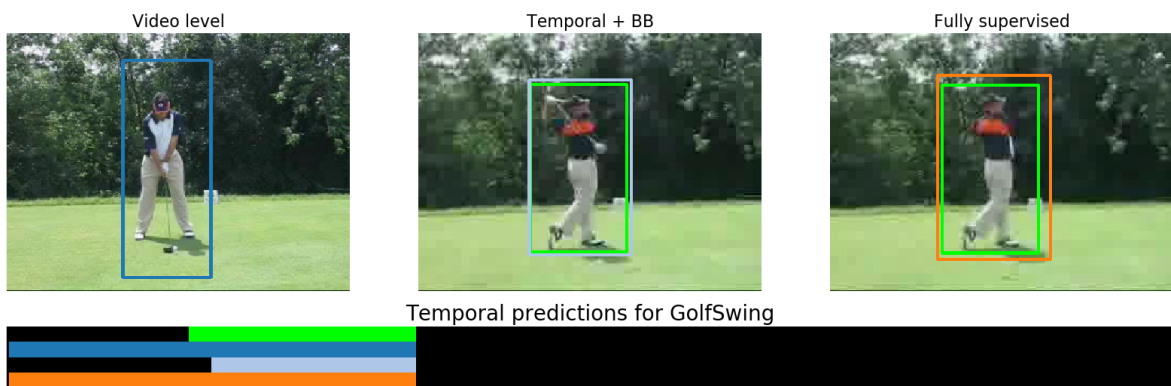 Video level
Temporal + BB
Fully supervised
Temporal predictions for GolfSwing